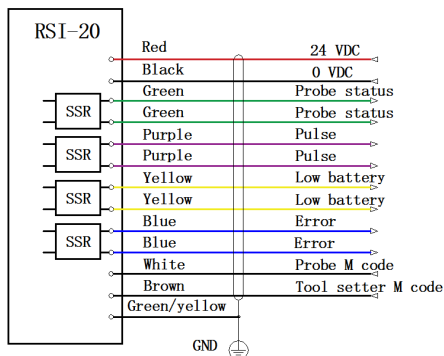 RSI-20
Red 24 VDC
Black 0 VDC
Green Probe status
SSR
Green Probe status
Purple Pulse
SSR
Purple Pulse
Yellow Low battery
SSR
Yellow Low battery
Blue Error
SSR
Blue Error
White Probe M code
Brown Tool setter M code
Green/yellow
GND